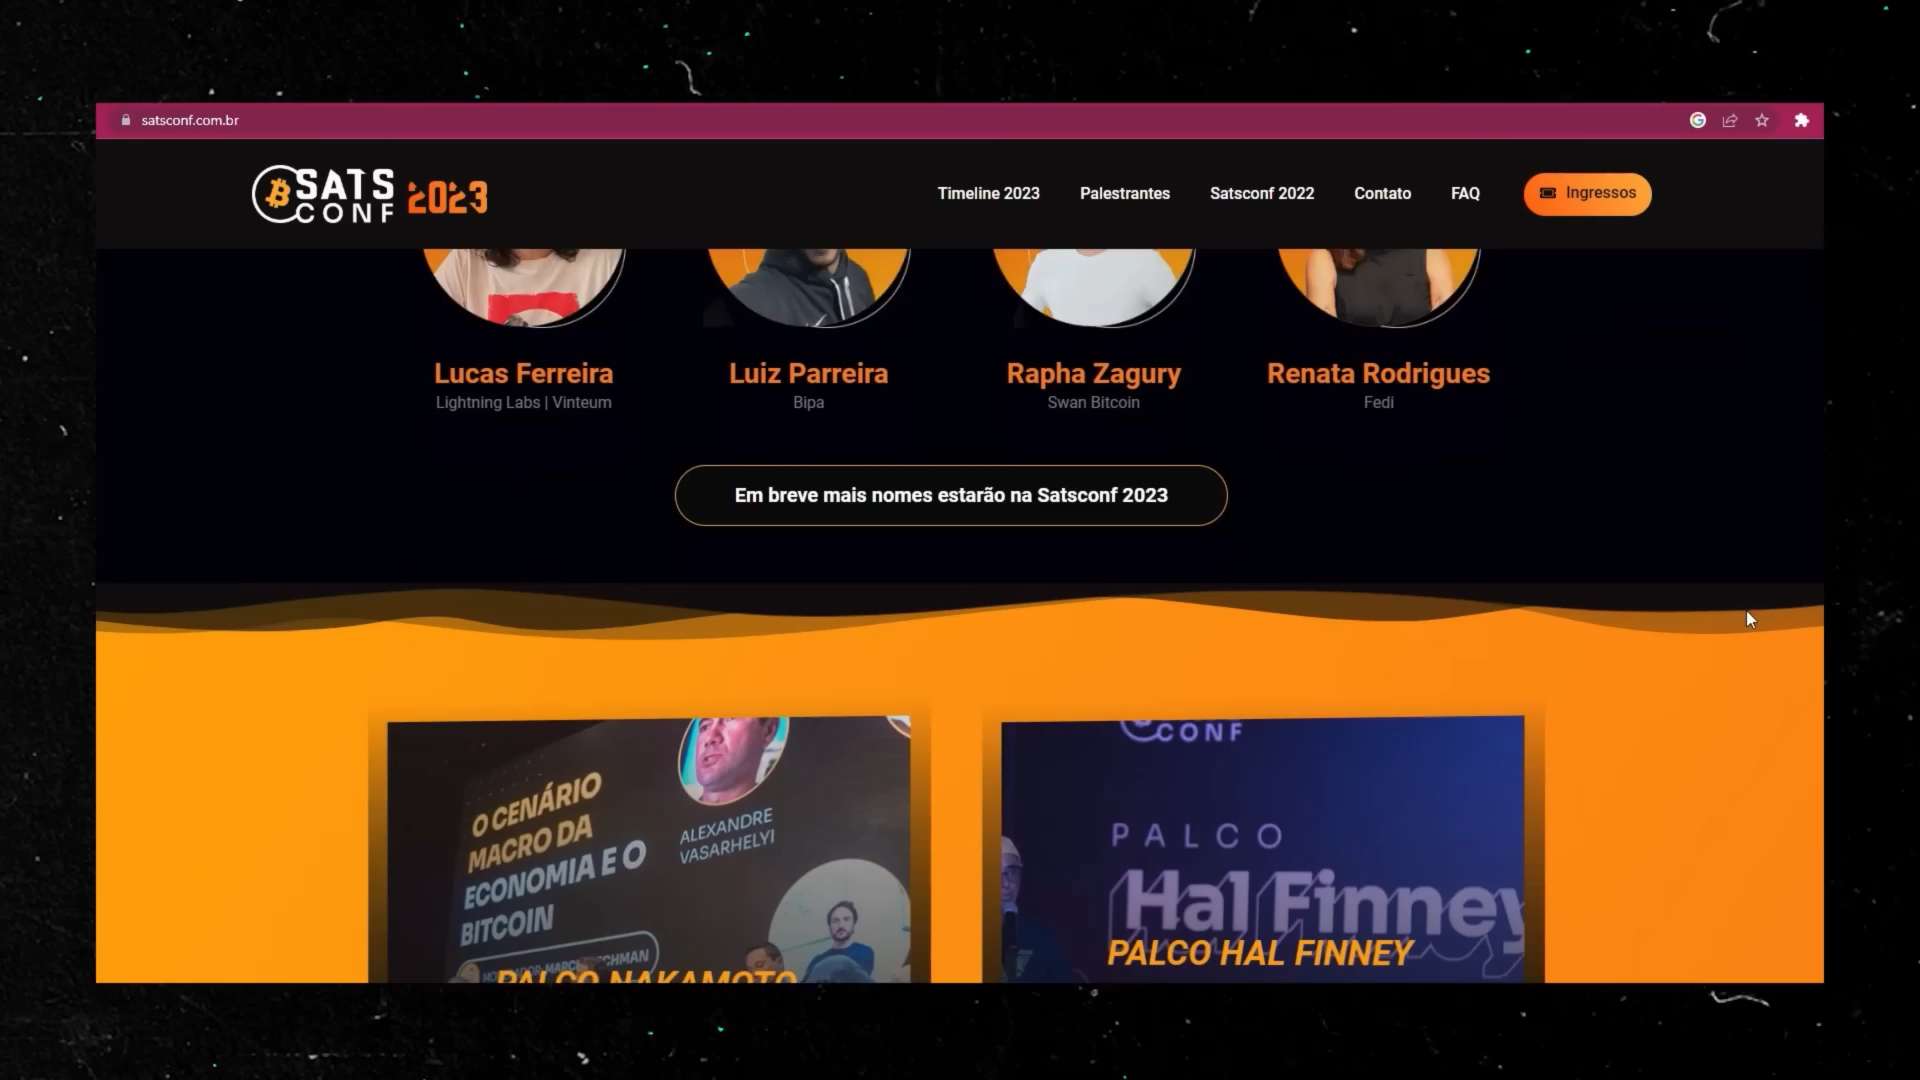 satsconf.com.br
SATS
CONF
2023
Timeline 2023
Palestrantes
Satsconf 2022
Contato
FAQ
Ingressos
Lucas Ferreira
Lightning Labs | Vinteum
Luiz Parreira
Bipa
Rapha Zagury
Swan Bitcoin
Renata Rodrigues
Fedi
Em breve mais nomes estarão na Satsconf 2023
O CENÁRIO
MACRO DA
ECONOMIA E O
BITCOIN
ALEXANDRE
VASARHELYI
PALCO NAKAMOTO
CONF
PALCO
Hal Finney
PALCO HAL FINNEY